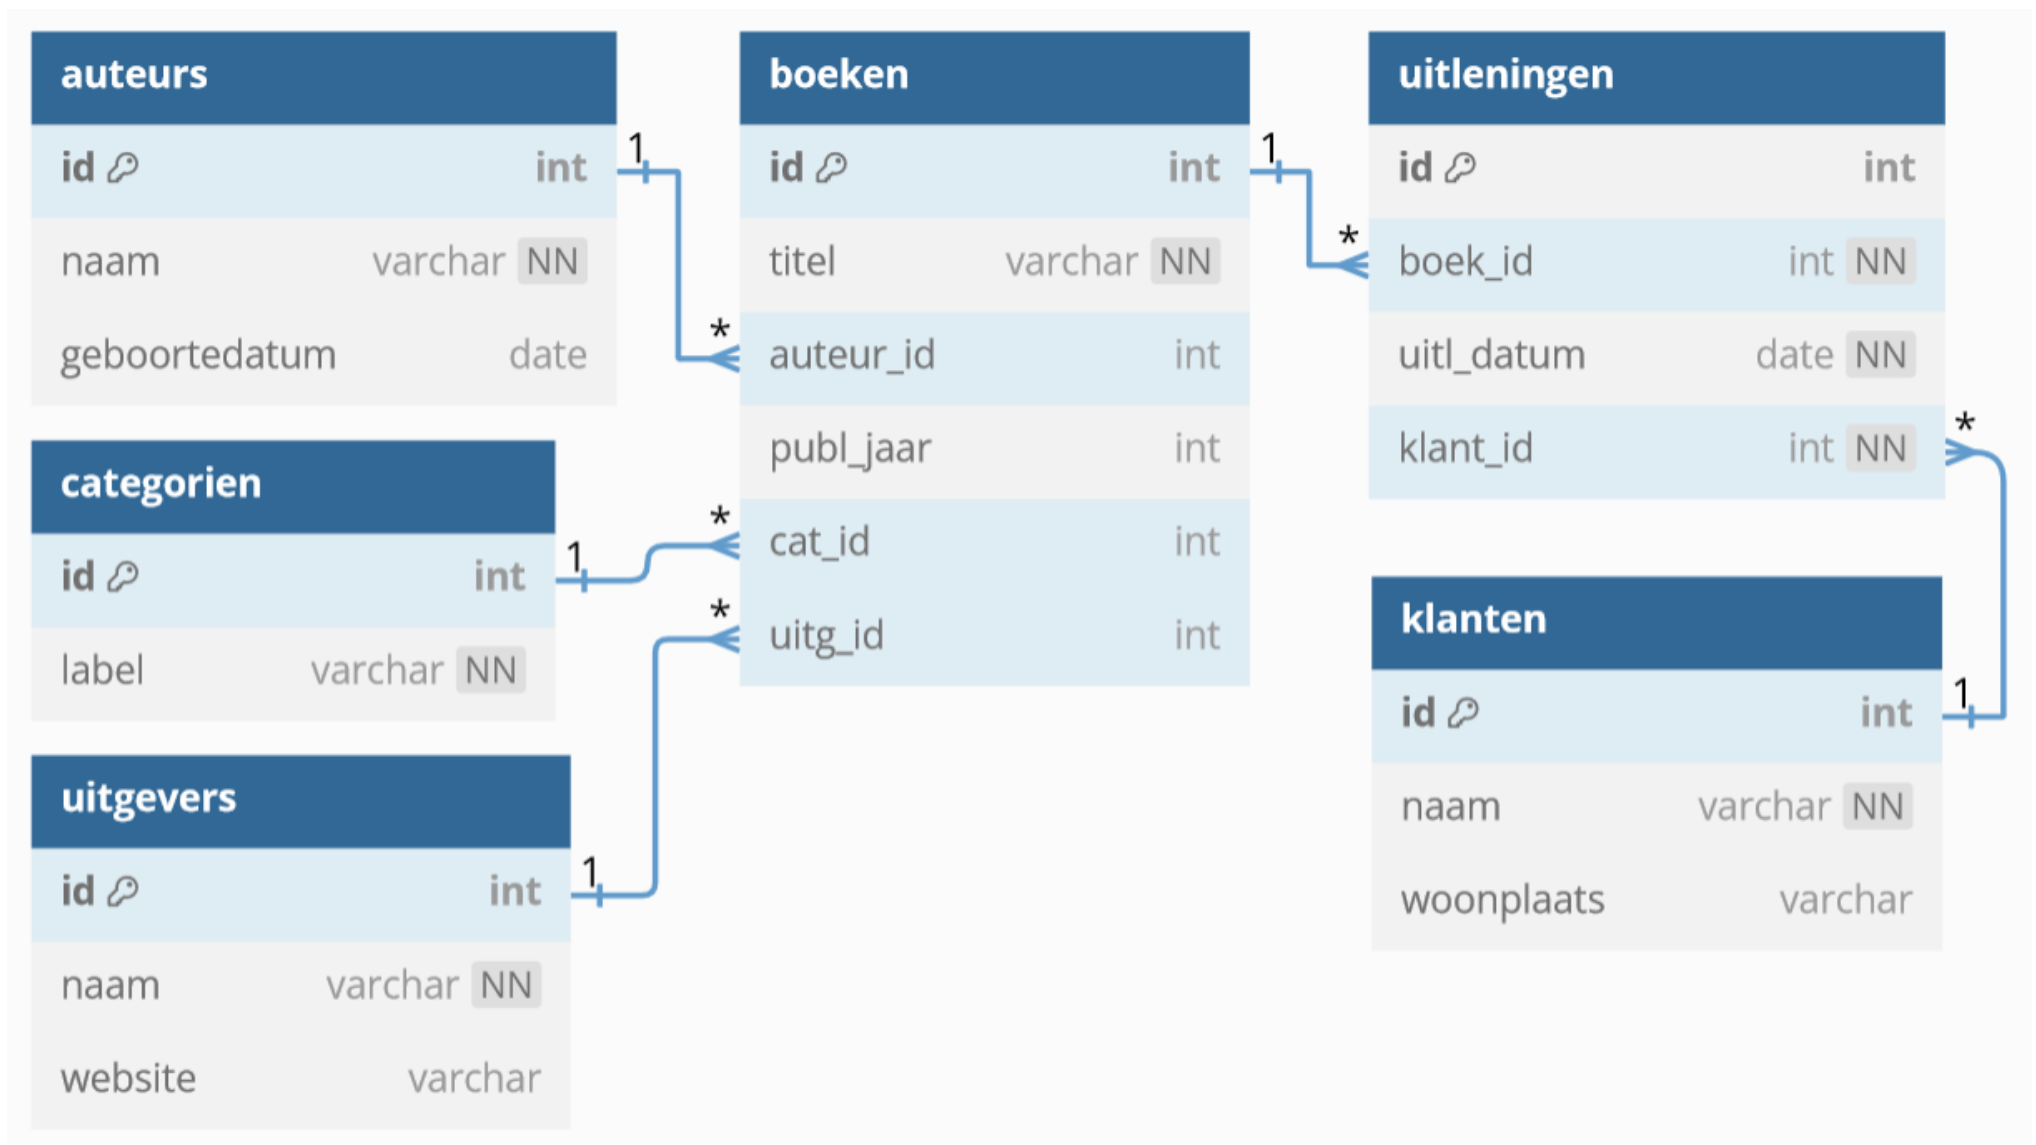 auteurs
id int
naam varchar NN
geboortedatum date
1
*
categorien
id int
label varchar NN
1
*
uitgevers
id int
naam varchar NN
website varchar
1
*
boeken
id int
titel varchar NN
auteur_id int
publ_jaar int
cat_id int
uitg_id int
1
*
uitleningen
id int
boek_id int NN
uitl_datum date NN
klant_id int NN
*
1
klanten
id int
naam varchar NN
woonplaats varchar